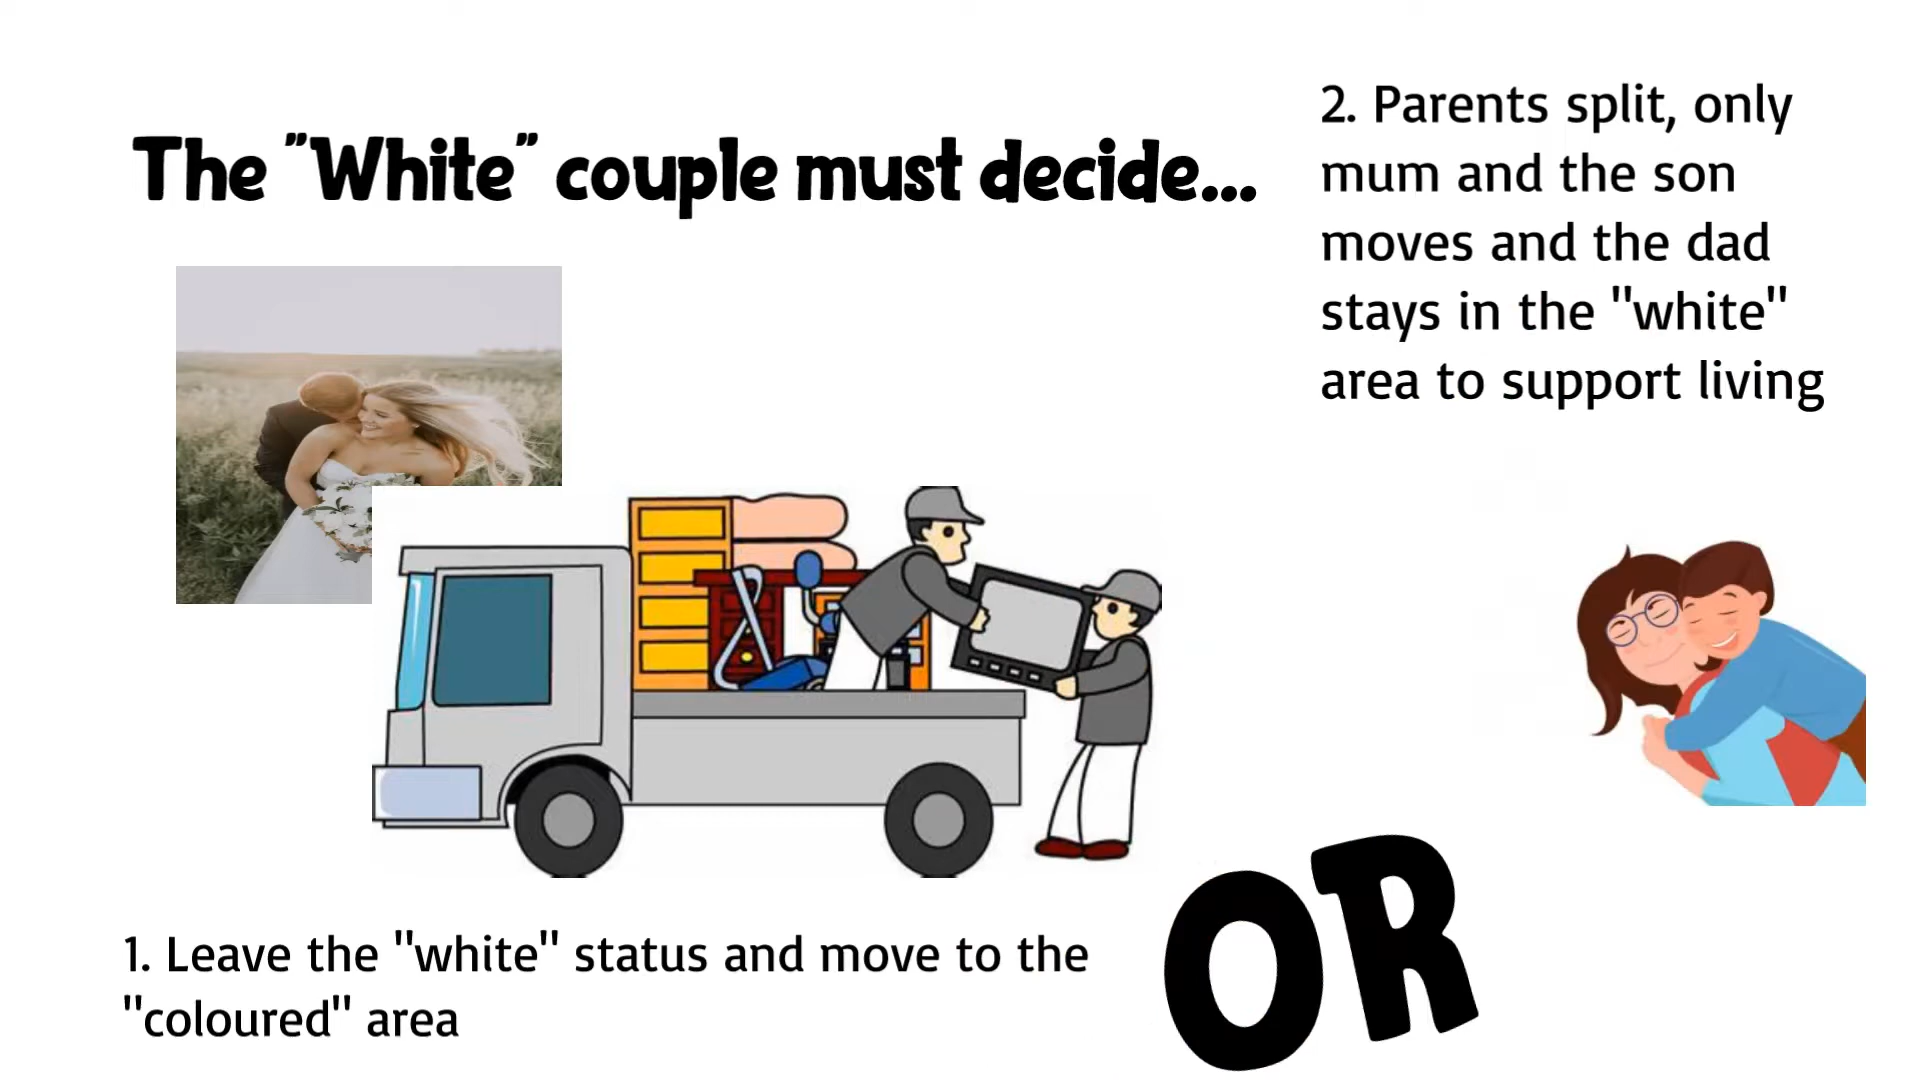 The "White" couple must decide...
1. Leave the "white" status and move to the
"coloured" area
OR
2. Parents split, only
mum and the son
moves and the dad
stays in the "white"
area to support living